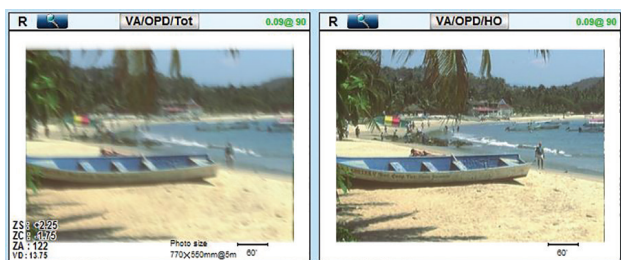 R VA/OPD/Tot 0.09@ 90
R VA/OPD/HO 0.09@ 90
ZS : +2.25
ZC : -1.75
ZA : 122
VD : 13.75
Photo size
770X550mm@5m
60'
60'